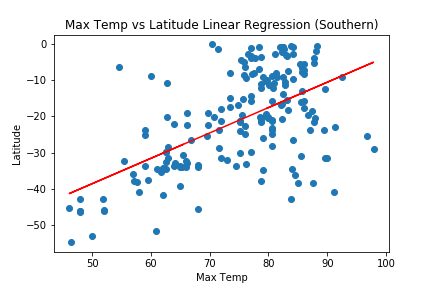 Max Temp vs Latitude Linear Regression (Southern)
0
−10
−20
−30
−40
−50
Latitude
50 60 70 80 90 100
Max Temp